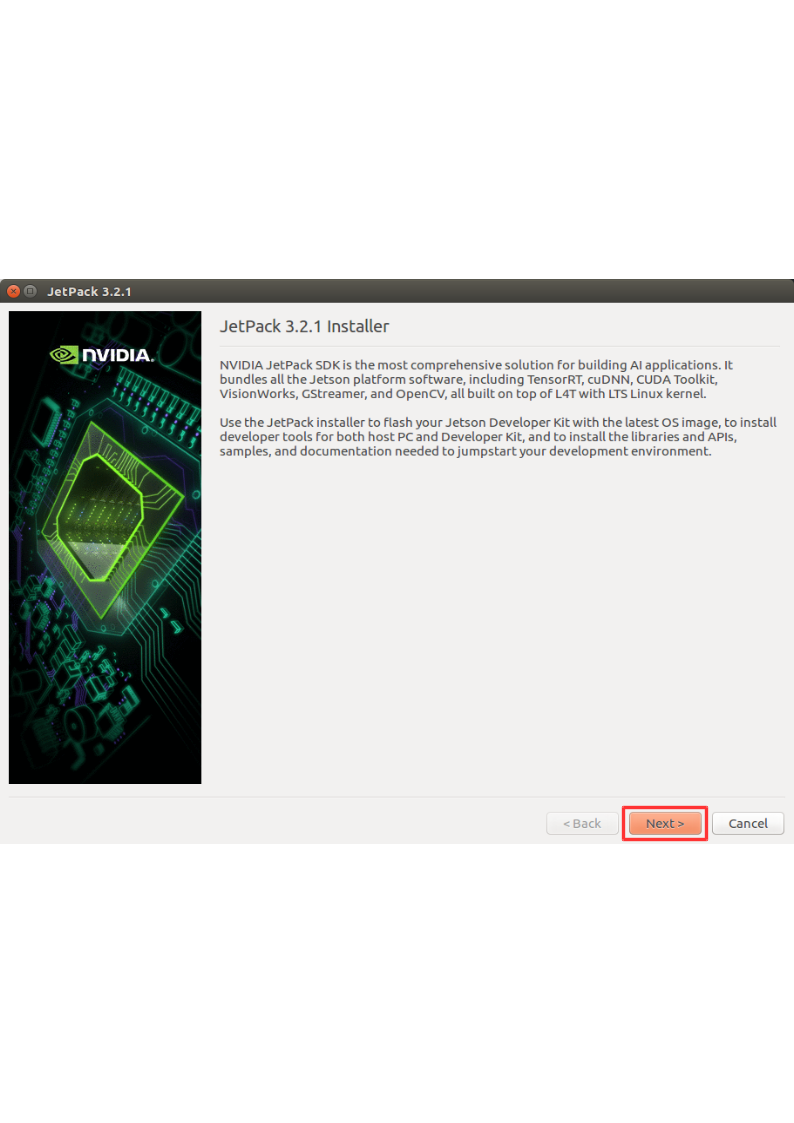 JetPack 3.2.1
NVIDIA.
JetPack 3.2.1 Installer
NVIDIA JetPack SDK is the most comprehensive solution for building AI applications. It
bundles all the Jetson platform software, including TensorRT, cuDNN, CUDA Toolkit,
VisionWorks, GStreamer, and OpenCV, all built on top of L4T with LTS Linux kernel.
Use the JetPack installer to flash your Jetson Developer Kit with the latest OS image, to install
developer tools for both host PC and Developer Kit, and to install the libraries and APIs,
samples, and documentation needed to jumpstart your development environment.
< Back
Next >
Cancel